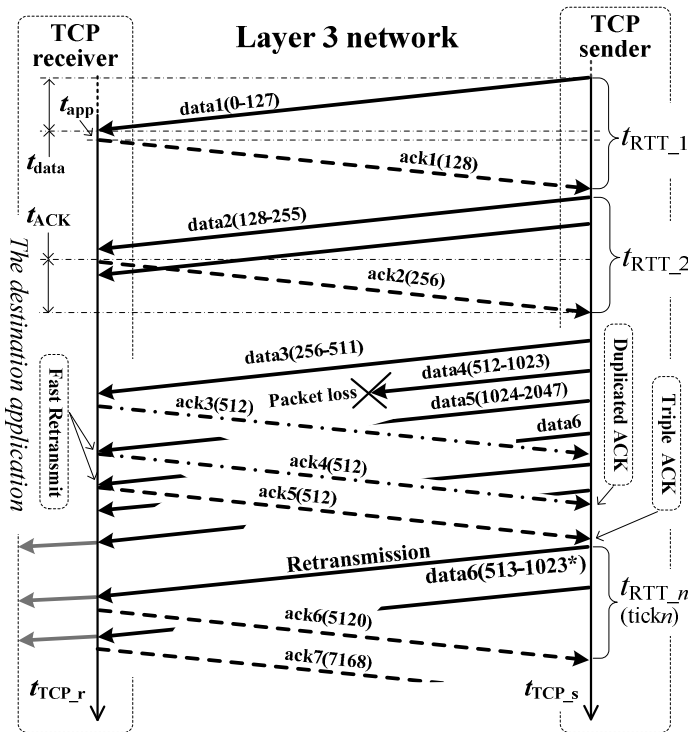 TCP
receiver
Layer 3 network
TCP
sender
t_app
data1(0-127)
t_RTT_1
t_data
ack1(128)
t_ACK
data2(128-255)
t_RTT_2
ack2(256)
The destination application
data3(256-511)
data4(512-1023)
Packet loss
data5(1024-2047)
ack3(512)
data6
Duplicated ACK
Triple ACK
Fast Retransmit
ack4(512)
ack5(512)
Retransmission
data6(513-1023*)
t_RTT_n
(tickn)
ack6(5120)
ack7(7168)
t_TCP_r
t_TCP_s